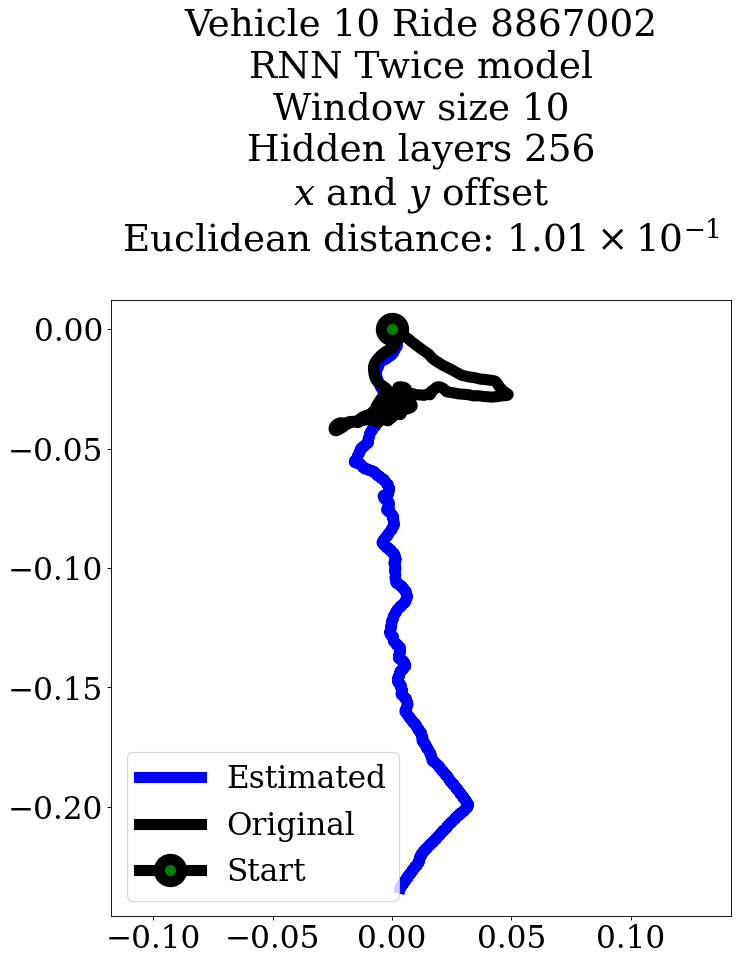 Vehicle 10 Ride 8867002
RNN Twice model
Window size 10
Hidden layers 256
x and y offset
Euclidean distance: 1.01 × 10⁻¹
0.00
−0.05
−0.10
−0.15
−0.20
Estimated
Original
Start
−0.10 −0.05 0.00 0.05 0.10